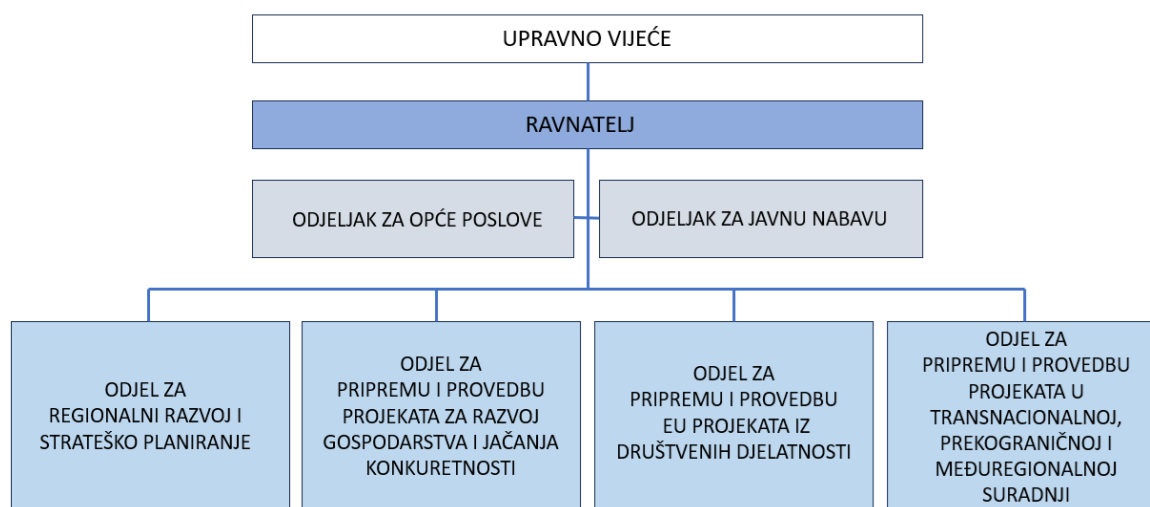 UPRAVNO VIJEĆE
RAVNATELJ
ODJELJAK ZA OPĆE POSLOVE
ODJELJAK ZA JAVNU NABAVU
ODJEL ZA
REGIONALNI RAZVOJ I
STRATEŠKO PLANIRANJE
ODJEL ZA
PRIPREMU I PROVEDBU
PROJEKATA ZA RAZVOJ
GOSPODARSTVA I JAČANJA
KONKURETNOSTI
ODJEL ZA
PRIPREMU I PROVEDBU
EU PROJEKATA IZ
DRUŠTVENIH DJELATNOSTI
ODJEL ZA
PRIPREMU I PROVEDBU
PROJEKATA U
TRANSNACIONALNOJ,
PREKOGRANIČNOJ I
MEĐUREGIONALNOJ
SURADNJI